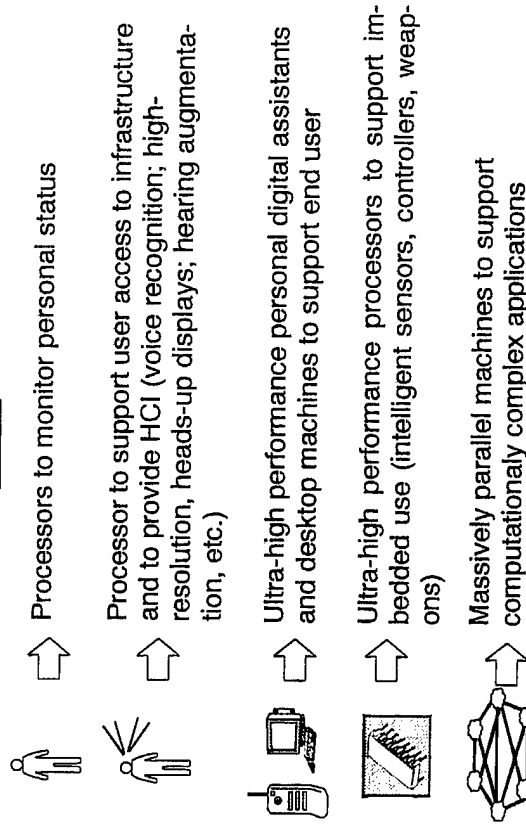 Processors to monitor personal status
Processor to support user access to infrastructure
and to provide HCI (voice recognition; high-
resolution, heads-up displays; hearing augmenta-
tion, etc.)
Ultra-high performance personal digital assistants
and desktop machines to support end user
Ultra-high performance processors to support im-
bedded use (intelligent sensors, controllers, weap-
ons)
Massively parallel machines to support
computationaly complex applications